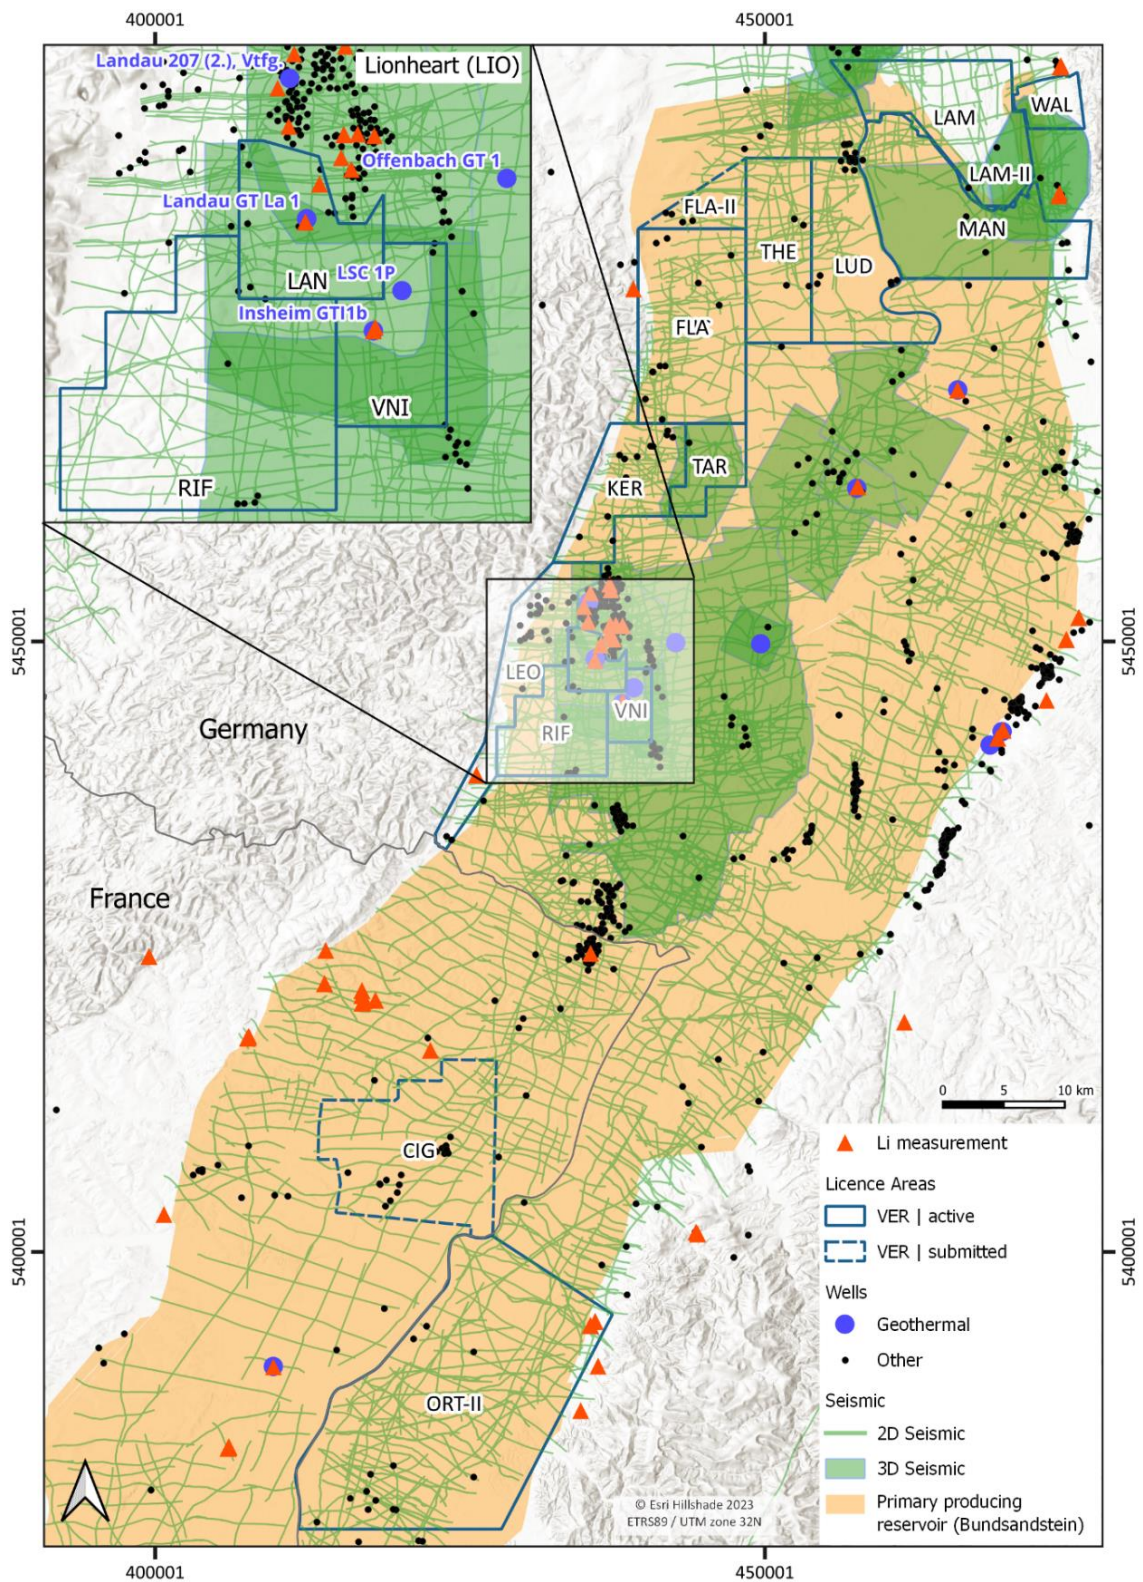 400001
450001
Landau 207 (2.), Vtfg.
Lionheart (LIO)
Offenbach GT 1
Landau GT La 1
LAN
LSC 1P
Insheim GTI1b
VNI
RIF
LAM
WAL
LAM-II
MAN
FLA-II
THE
LUD
FLA
TAR
KER
5450001
5450001
LEO
VNI
RIF
Germany
France
CIG
ORT-II
0 5 10 km
Li measurement
Licence Areas
VER | active
VER | submitted
Wells
Geothermal
Other
Seismic
2D Seismic
3D Seismic
Primary producing
reservoir (Bundsandstein)
5400001
5400001
© Esri Hillshade 2023
ETRS89 / UTM zone 32N
400001
450001